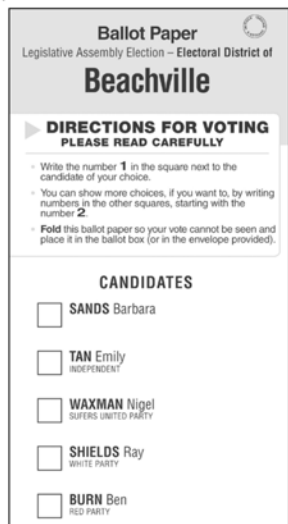 Ballot Paper
Legislative Assembly Election – Electoral District of
Beachville
DIRECTIONS FOR VOTING
PLEASE READ CAREFULLY
Write the number 1 in the square next to the
candidate of your choice.
You can show more choices, if you want to, by writing
numbers in the other squares, starting with the
number 2.
Fold this ballot paper so your vote cannot be seen and
place it in the ballot box (or in the envelope provided).
CANDIDATES
SANDS Barbara
TAN Emily
INDEPENDENT
WAXMAN Nigel
SUFERS UNITED PARTY
SHIELDS Ray
WHITE PARTY
BURN Ben
RED PARTY